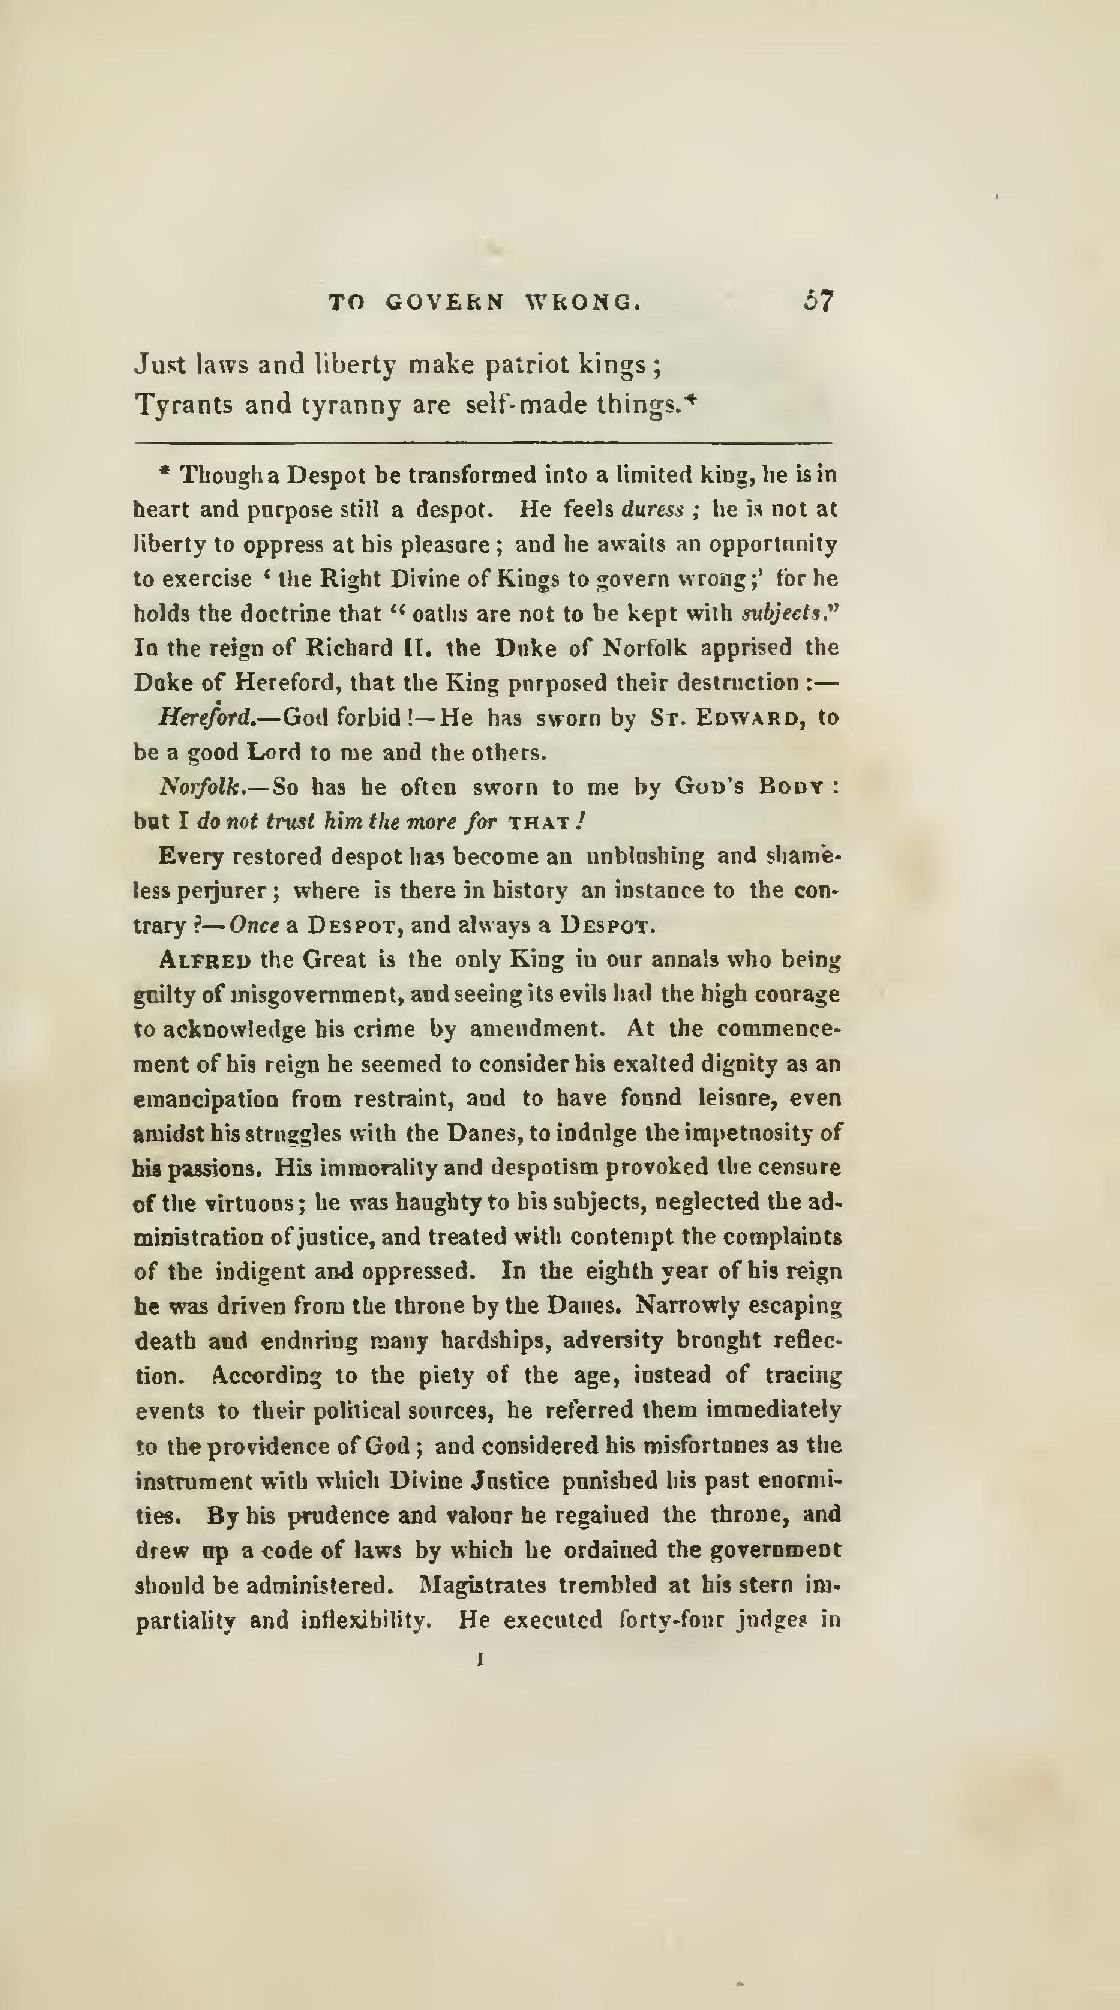 TO GOVERN WRONG. 57
Just laws and liberty make patriot kings;
Tyrants and tyranny are self-made things.*
* Though a Despot be transformed into a limited king, he is in
heart and purpose still a despot. He feels duress; he is not at
liberty to oppress at his pleasure; and he awaits an opportunity
to exercise ‘the Right Divine of Kings to govern wrong;’ for he
holds the doctrine that “oaths are not to be kept with subjects.”
In the reign of Richard II. the Duke of Norfolk apprised the
Duke of Hereford, that the King purposed their destruction:—
Hereford.—God forbid!—He has sworn by ST. EDWARD, to
be a good Lord to me and the others.
Norfolk.—So has he often sworn to me by GOD'S BODY:
but I do not trust him the more for THAT!
Every restored despot has become an unblushing and shame-
less perjurer; where is there in history an instance to the con-
trary?—Once a DESPOT, and always a DESPOT.
ALFRED the Great is the only King in our annals who being
guilty of misgovernment, and seeing its evils had the high courage
to acknowledge his crime by amendment. At the commence-
ment of his reign he seemed to consider his exalted dignity as an
emancipation from restraint, and to have found leisure, even
amidst his struggles with the Danes, to indulge the impetuosity of
his passions. His immorality and despotism provoked the censure
of the virtuous; he was haughty to his subjects, neglected the ad-
ministration of justice, and treated with contempt the complaints
of the indigent and oppressed. In the eighth year of his reign
he was driven from the throne by the Danes. Narrowly escaping
death and enduring many hardships, adversity brought reflec-
tion. According to the piety of the age, instead of tracing
events to their political sources, he referred them immediately
to the providence of God; and considered his misfortunes as the
instrument with which Divine Justice punished his past enormi-
ties. By his prudence and valour he regained the throne, and
drew up a code of laws by which he ordained the government
should be administered. Magistrates trembled at his stern im-
partiality and inflexibility. He executed forty-four judges in
I